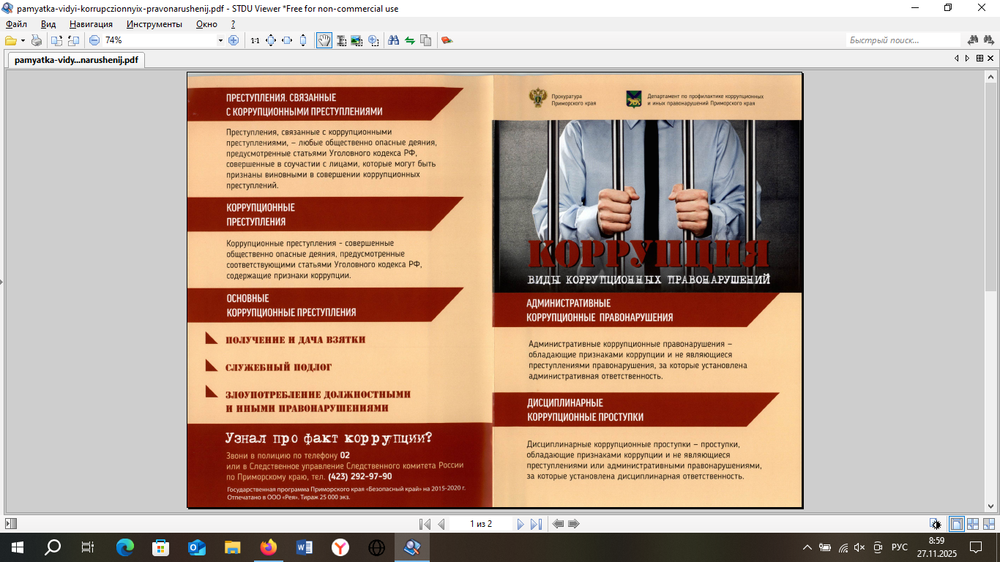 pamyatka-vidyi-korrupczionnyix-pravonarushenij.pdf - STDU Viewer *Free for non-commercial use
Файл Вид Навигация Инструменты Окно ?
74%
1:1
Быстрый поиск...
pamyatka-vidy...narushenij.pdf
ПРЕСТУПЛЕНИЯ, СВЯЗАННЫЕ
С КОРРУПЦИОННЫМИ ПРЕСТУПЛЕНИЯМИ
Преступления, связанные с коррупционными
преступлениями, – любые общественно опасные деяния,
предусмотренные статьями Уголовного кодекса РФ,
совершенные в соучастии с лицами, которые могут быть
признаны виновными в совершении коррупционных
преступлений.
КОРРУПЦИОННЫЕ
ПРЕСТУПЛЕНИЯ
Коррупционные преступления - совершенные
общественно опасные деяния, предусмотренные
соответствующими статьями Уголовного кодекса РФ,
содержащие признаки коррупции.
ОСНОВНЫЕ
КОРРУПЦИОННЫЕ ПРЕСТУПЛЕНИЯ
ПОЛУЧЕНИЕ И ДАЧА ВЗЯТКИ
СЛУЖЕБНЫЙ ПОДЛОГ
ЗЛОУПОТРЕБЛЕНИЕ ДОЛЖНОСТНЫМИ
И ИНЫМИ ПРАВОНАРУШЕНИЯМИ
Узнал про факт коррупции?
Звони в полицию по телефону 02
или в Следственное управление Следственного комитета России
по Приморскому краю, тел. (423) 292-97-90
Государственная программа Приморского края «Безопасный край» на 2015-2020 г.
Отпечатано в ООО «Рея». Тираж 25 000 экз.
Прокуратура
Приморского края
Департамент по профилактике коррупционных
и иных правонарушений Приморского края
КОРРУПЦИЯ
ВИДЫ КОРРУПЦИОННЫХ ПРАВОНАРУШЕНИЙ
АДМИНИСТРАТИВНЫЕ
КОРРУПЦИОННЫЕ ПРАВОНАРУШЕНИЯ
Административные коррупционные правонарушения –
обладающие признаками коррупции и не являющиеся
преступлениями правонарушения, за которые установлена
административная ответственность.
ДИСЦИПЛИНАРНЫЕ
КОРРУПЦИОННЫЕ ПРОСТУПКИ
Дисциплинарные коррупционные проступки – проступки,
обладающие признаками коррупции и не являющиеся
преступлениями или административными правонарушениями,
за которые установлена дисциплинарная ответственность.
1 из 2
РУС
8:59
27.11.2025